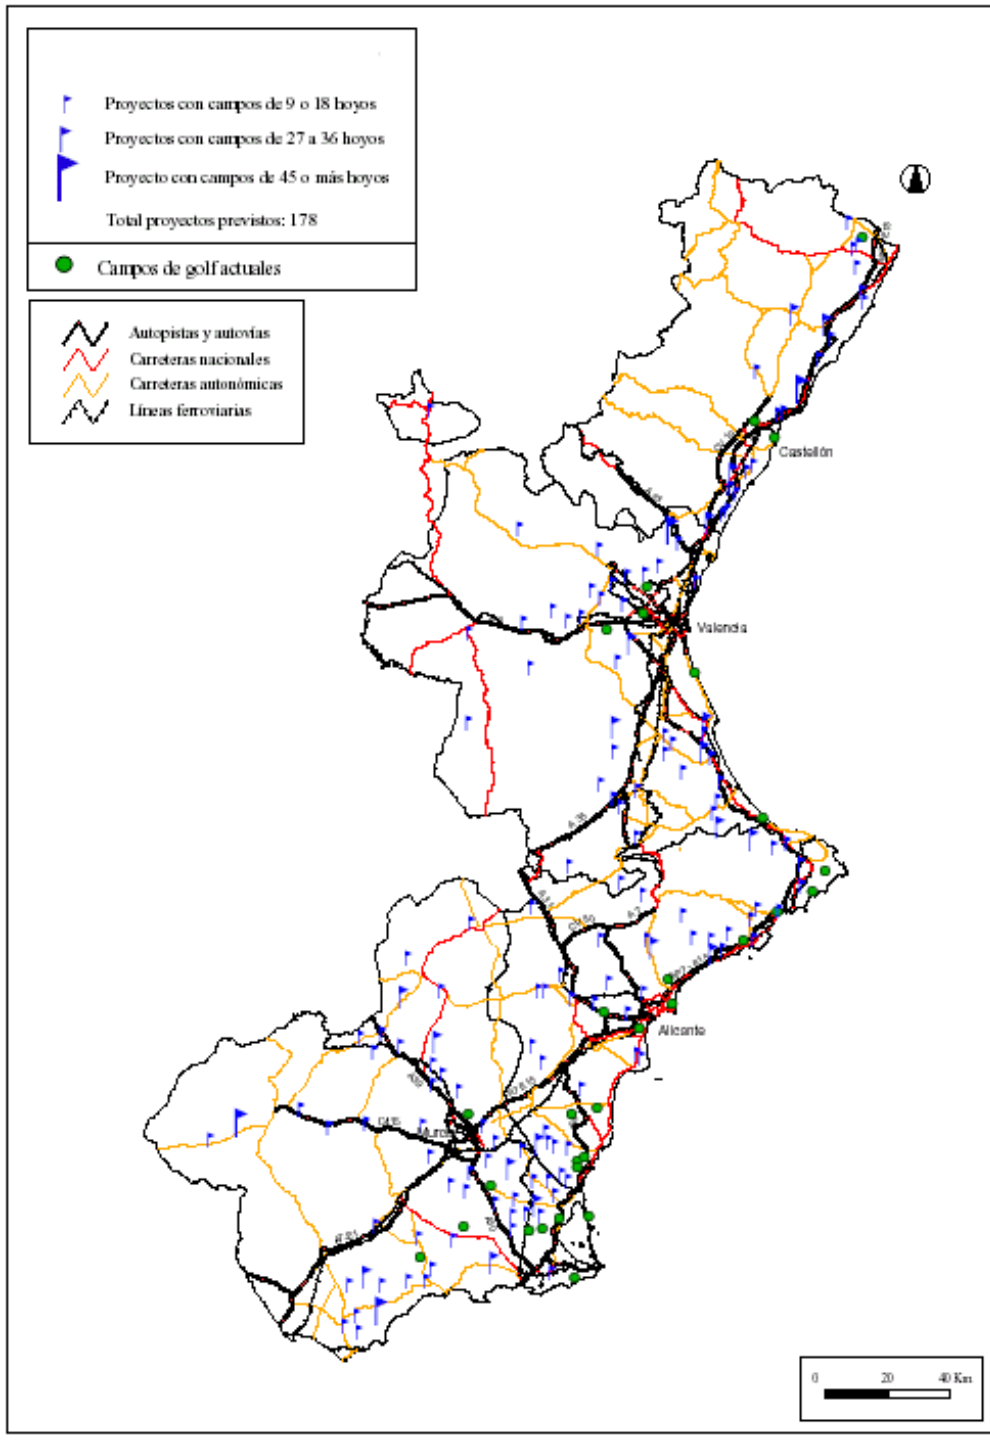 Proyectos con campos de 9 o 18 hoyos
Proyectos con campos de 27 a 36 hoyos
Proyecto con campos de 45 o más hoyos
Total proyectos previstos: 178
Campos de golf actuales
Autopistas y autovías
Carreteras nacionales
Carreteras autonómicas
Líneas ferroviarias
Castellón
Valencia
A-35
A-7
Alicante
0 20 40 Km